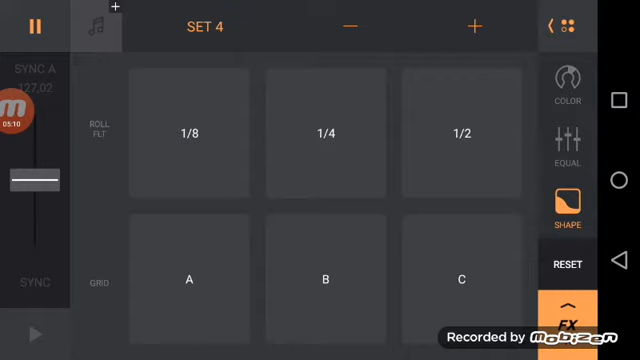 SET 4
SYNC A
127,02
05:10
ROLL
FLT
1/8
1/4
1/2
COLOR
EQUAL
SHAPE
GRID
A
B
C
SYNC
RESET
FX
Recorded by mobizen